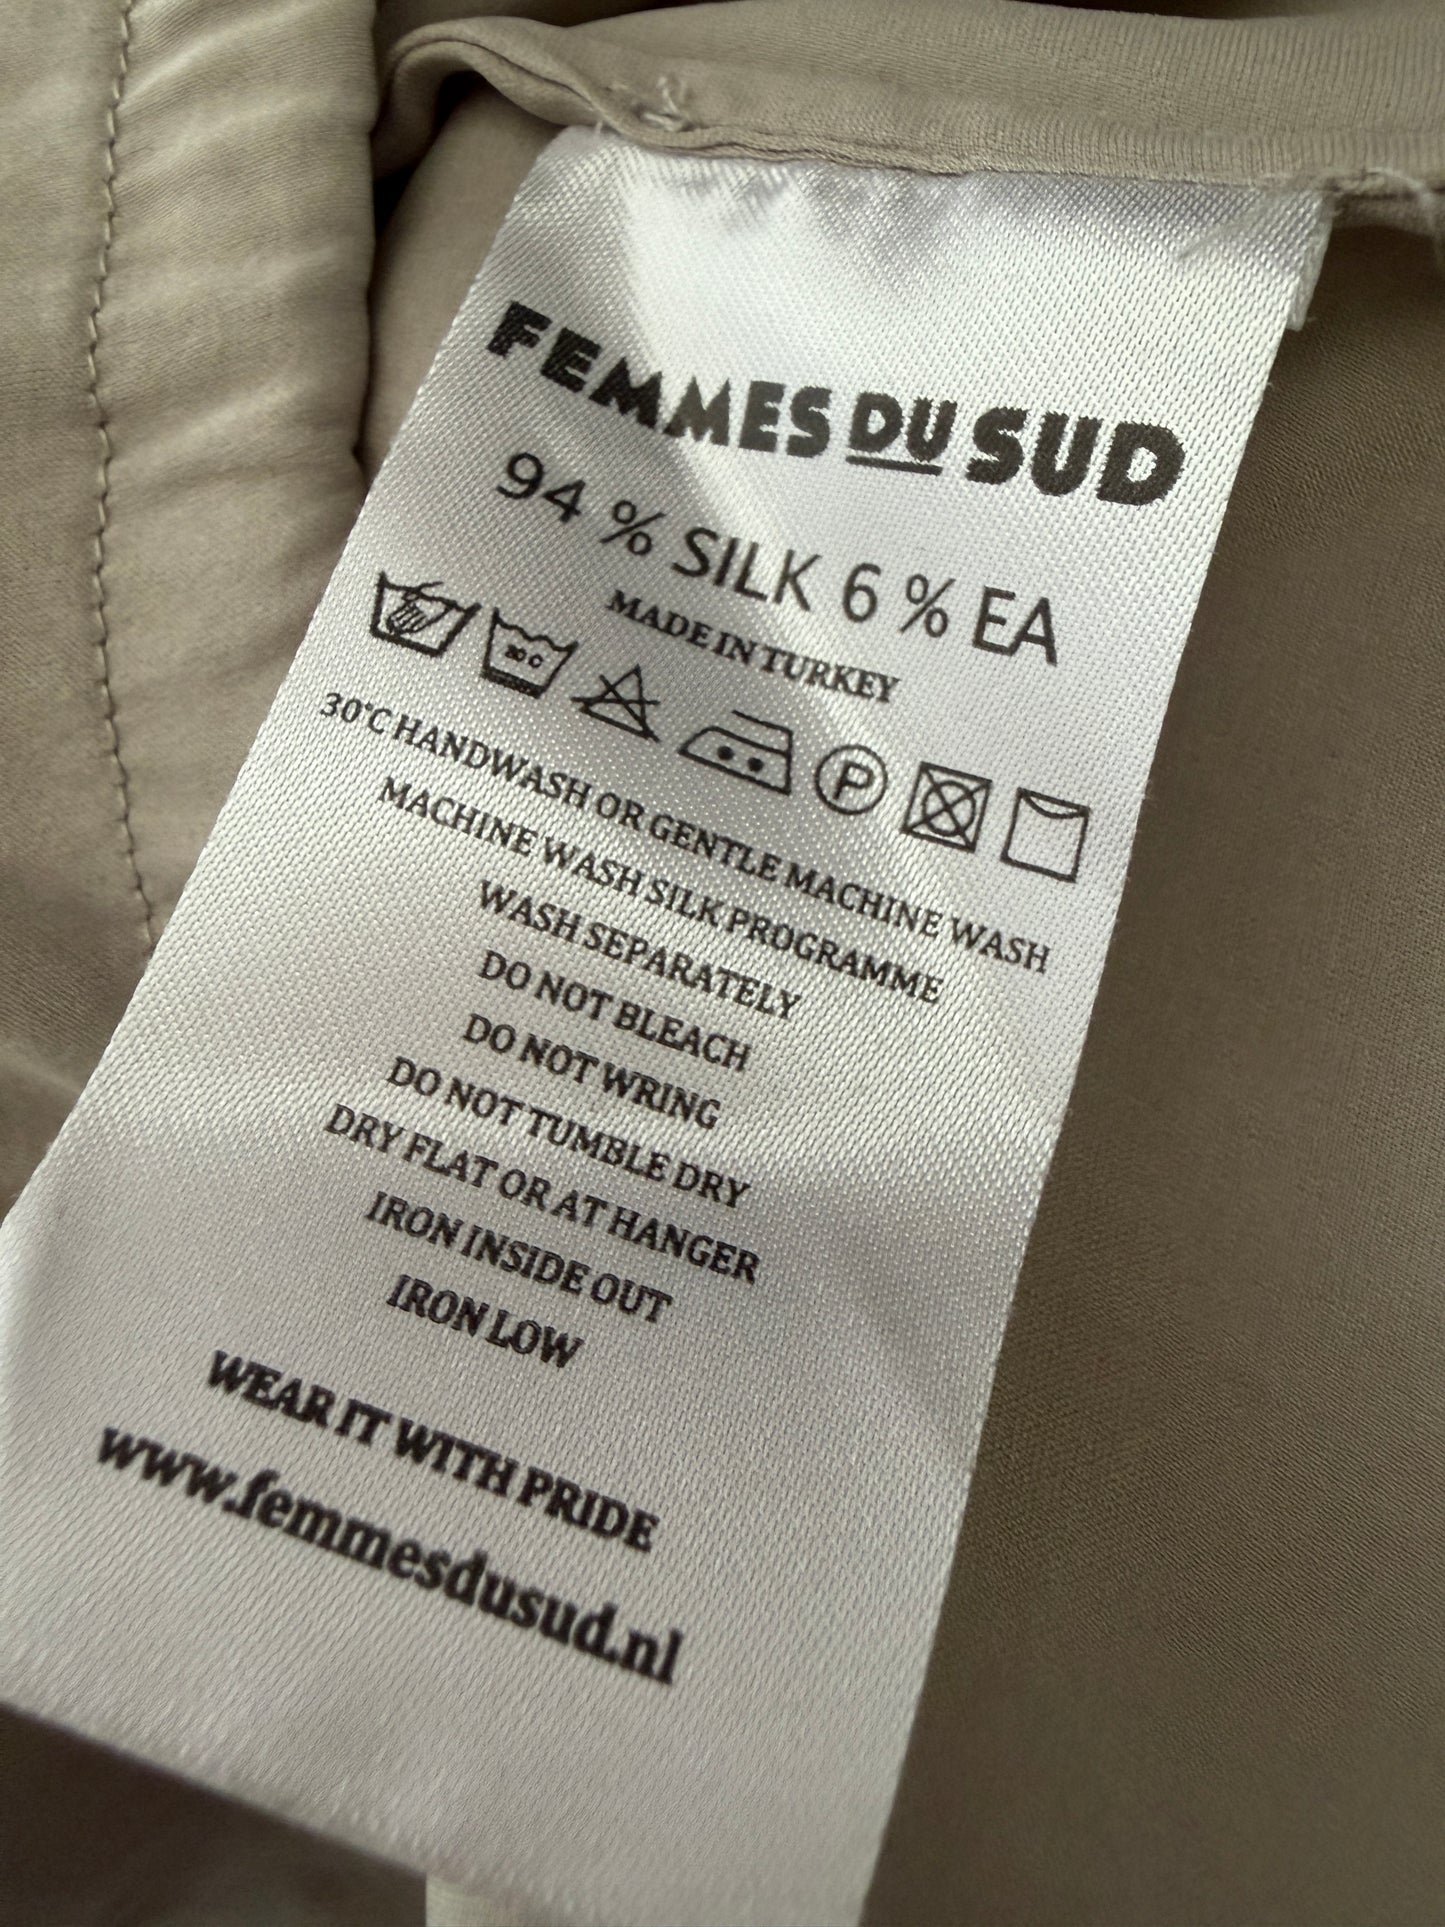 FEMMES DU SUD
94 % SILK 6 % EA
MADE IN TURKEY
30 C
P
30°C HANDWASH OR GENTLE MACHINE WASH
MACHINE WASH SILK PROGRAMME
WASH SEPARATELY
DO NOT BLEACH
DO NOT WRING
DO NOT TUMBLE DRY
DRY FLAT OR AT HANGER
IRON INSIDE OUT
IRON LOW
WEAR IT WITH PRIDE
www.femmesdusud.nl